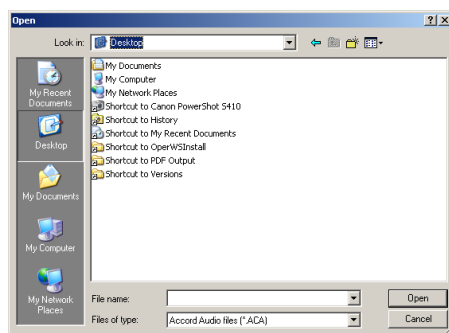 Open
Look in:
Desktop
My Recent
Documents
Desktop
My Documents
My Computer
My Network
Places
My Documents
My Computer
My Network Places
Shortcut to Canon PowerShot S410
Shortcut to History
Shortcut to My Recent Documents
Shortcut to OperWSInstall
Shortcut to PDF Output
Shortcut to Versions
File name:
Open
Files of type:
Accord Audio files (*.ACA)
Cancel